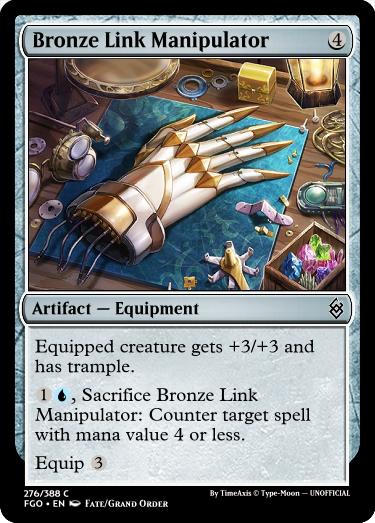 Bronze Link Manipulator 4
Artifact — Equipment
Equipped creature gets +3/+3 and
has trample.
1, Sacrifice Bronze Link
Manipulator: Counter target spell
with mana value 4 or less.
Equip 3
276/388 C
FGO • EN Fate/Grand Order
By TimeAxis © Type-Moon — UNOFFICIAL